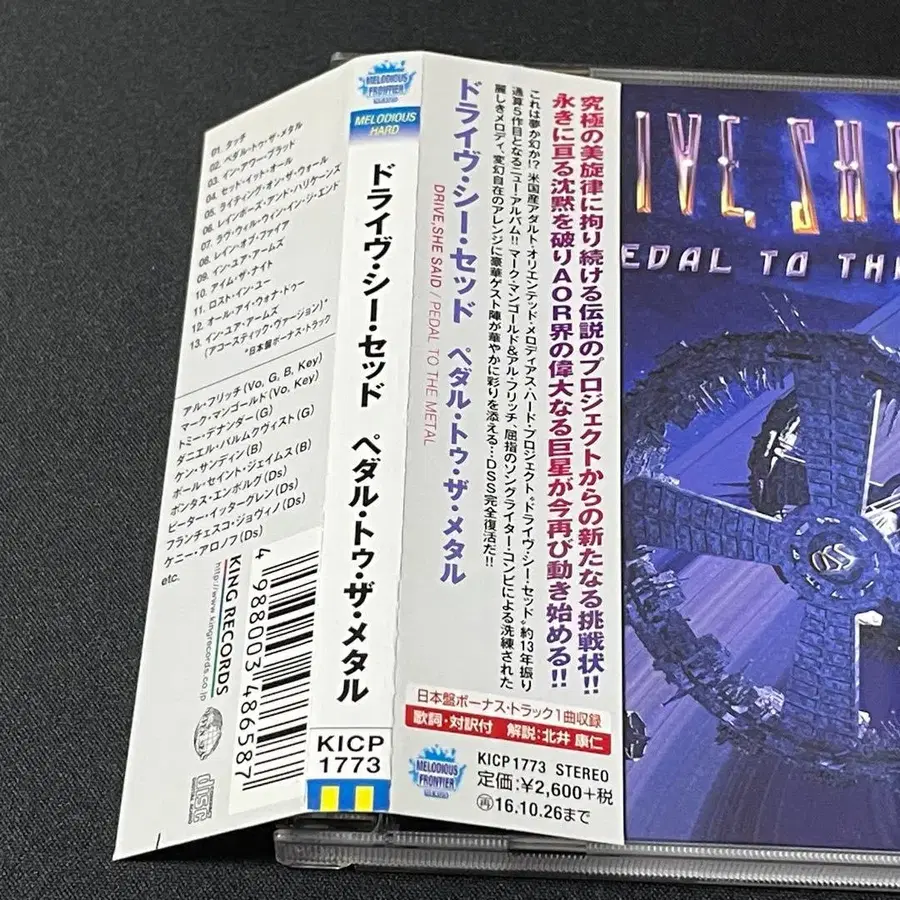 01. タッチ
02. ペダル・トゥ・ザ・メタル
03. イン・アワー・ブラッド
04. セッド・イット・オール
05. ライティング・オン・ザ・ウォール
06. レインボーズ・アンド・ハリケーンズ
07. ラヴ・ウィル・ウィン・イン・ジ・エンド
08. レイン・オブ・ファイア
09. イン・ユア・アームズ
10. アイム・ザ・ナイト
11. ロスト・イン・ユー
12. オール・アイ・ウォナ・ドゥー
13. イン・ユア・アームズ
(アコースティック・ヴァージョン)*
*日本盤ボーナス・トラック
アル・フリッチ(Vo, G, B, Key)
マーク・マンゴールド(Vo, Key)
トミー・デナンダー(G)
ダニエル・パルムクヴィスト(G)
ケン・サンディン(B)
ポール・セイント・ジェイムス(B)
ポンタス・エンボルグ(Ds)
ピーター・イッターグレン(Ds)
フランチェスコ・ジョヴィノ(Ds)
ケニー・アロノフ(Ds)
etc.
KING RECORDS
http://www.kingrecords.co.jp
4 988003 486587
DISC
MELODIOUS
FRONTIER
MELODIOUS
HARD
ドライヴ・シー・セッド ペダル・トゥ・ザ・メタル
KICP
1773
MELODIOUS
FRONTIER
究極の美旋律に拘り続ける伝説のプロジェクトからの新たなる挑戦状!!
永きに亘る沈黙を破りAOR界の偉大なる巨星が今再び動き始める!!
これは夢か幻か!? 米国産アダルト・オリエンテッド・メロディアス・ハード・プロジェクト“ドライヴ・シー・セッド”約13年振り
通算5作目となるニュー・アルバム!! マーク・マンゴールド&アル・フリッチ、屈指のソングライター・コンビによる洗練された
麗しきメロディ、変幻自在のアレンジに豪華ゲスト陣が華やかに彩りを添える…DSS完全復活だ!!
ドライヴ・シー・セッド ペダル・トゥ・ザ・メタル
DRIVE, SHE SAID / PEDAL TO THE METAL
日本盤ボーナス・トラック1曲収録
歌詞・対訳付 解説:北井 康仁
MELODIOUS
FRONTIER
KICP1773 STEREO
定価:¥2,600+税
再16.10.26まで
IVE, SHE
EDAL TO TH
DSS